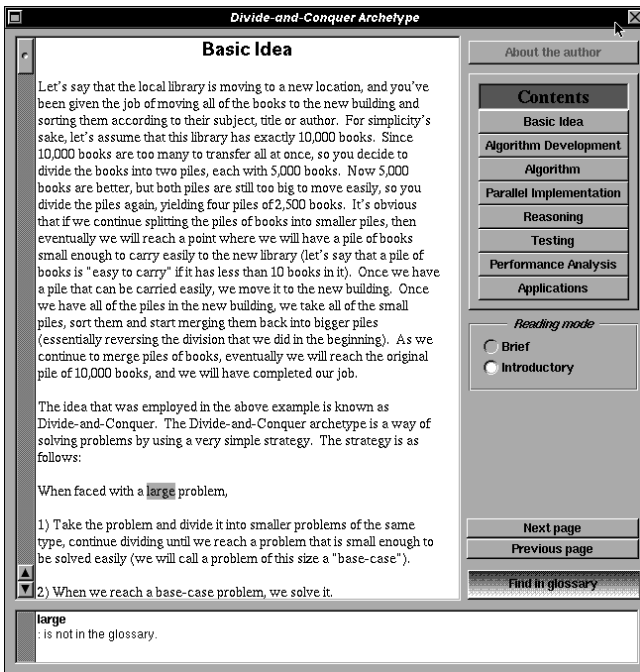 Divide-and-Conquer Archetype
Basic Idea
Let's say that the local library is moving to a new location, and you've
been given the job of moving all of the books to the new building and
sorting them according to their subject, title or author. For simplicity's
sake, let's assume that this library has exactly 10,000 books. Since
10,000 books are too many to transfer all at once, so you decide to
divide the books into two piles, each with 5,000 books. Now 5,000
books are better, but both piles are still too big to move easily, so you
divide the piles again, yielding four piles of 2,500 books. It's obvious
that if we continue splitting the piles of books into smaller piles, then
eventually we will reach a point where we will have a pile of books
small enough to carry easily to the new library (let's say that a pile of
books is "easy to carry" if it has less than 10 books in it). Once we have
a pile that can be carried easily, we move it to the new building. Once
we have all of the piles in the new building, we take all of the small
piles, sort them and start merging them back into bigger piles
(essentially reversing the division that we did in the beginning). As we
continue to merge piles of books, eventually we will reach the original
pile of 10,000 books, and we will have completed our job.
The idea that was employed in the above example is known as
Divide-and-Conquer. The Divide-and-Conquer archetype is a way of
solving problems by using a very simple strategy. The strategy is as
follows:
When faced with a large problem,
1) Take the problem and divide it into smaller problems of the same
type, continue dividing until we reach a problem that is small enough to
be solved easily (we will call a problem of this size a "base-case").
2) When we reach a base-case problem, we solve it.
About the author
Contents
Basic Idea
Algorithm Development
Algorithm
Parallel Implementation
Reasoning
Testing
Performance Analysis
Applications
Reading mode
Brief
Introductory
Next page
Previous page
Find in glossary
large
: is not in the glossary.